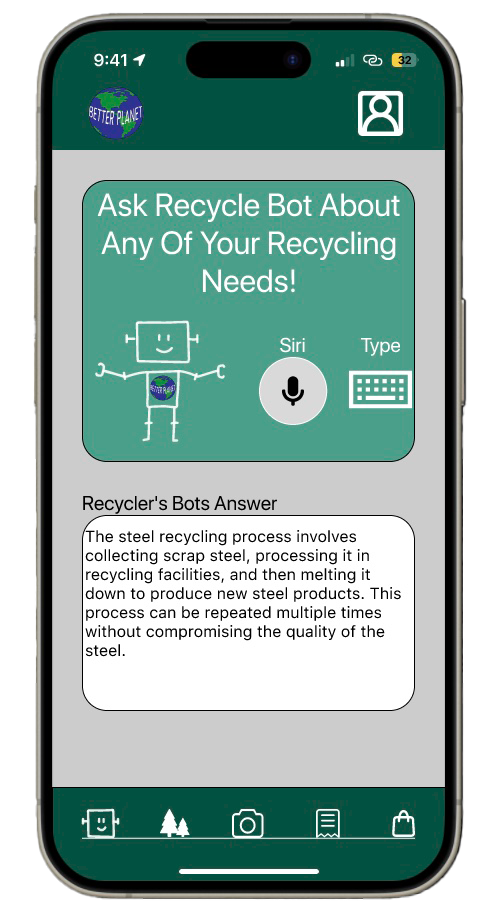 9:41
32
BETTER PLANET
Ask Recycle Bot About
Any Of Your Recycling
Needs!
Siri
Type
BETTER PLANET
Recycler's Bots Answer
The steel recycling process involves
collecting scrap steel, processing it in
recycling facilities, and then melting it
down to produce new steel products. This
process can be repeated multiple times
without compromising the quality of the
steel.